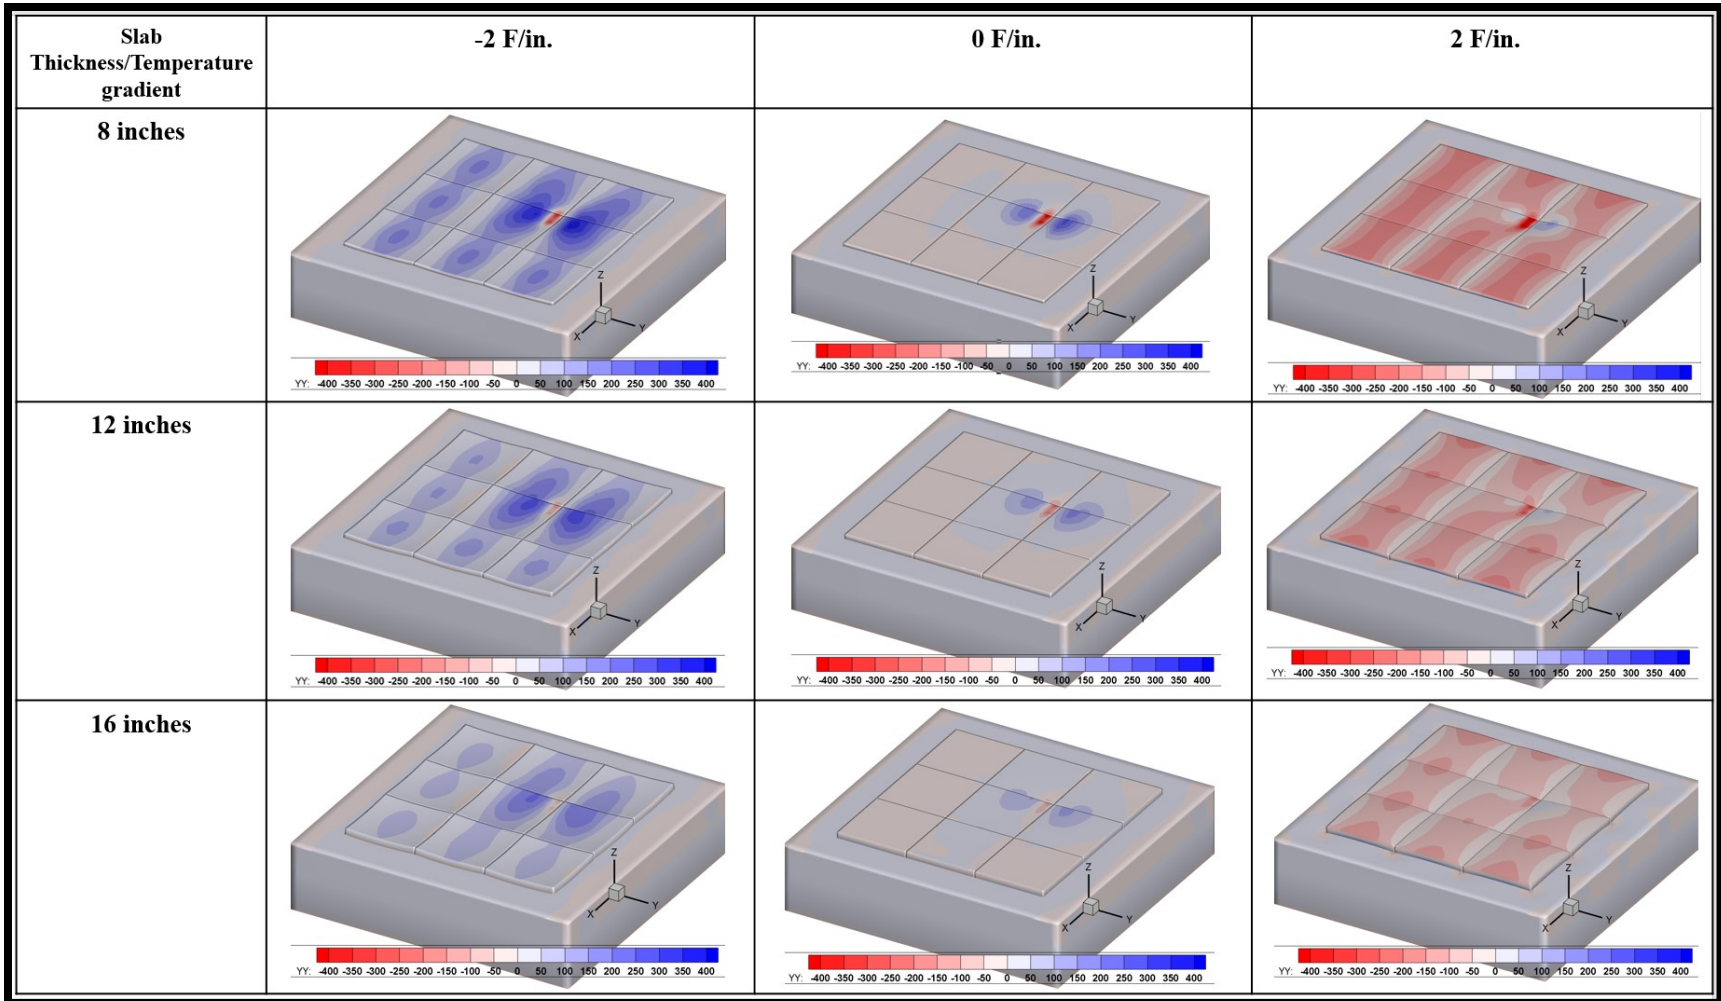 Slab
Thickness/Temperature
gradient
-2 F/in.
0 F/in.
2 F/in.
8 inches
Z
X
Y
YY: -400 -350 -300 -250 -200 -150 -100 -50 0 50 100 150 200 250 300 350 400
Z
X
Y
YY: -400 -350 -300 -250 -200 -150 -100 -50 0 50 100 150 200 250 300 350 400
Z
X
Y
YY: -400 -350 -300 -250 -200 -150 -100 -50 0 50 100 150 200 250 300 350 400
12 inches
Z
X
Y
YY: -400 -350 -300 -250 -200 -150 -100 -50 0 50 100 150 200 250 300 350 400
Z
X
Y
YY: -400 -350 -300 -250 -200 -150 -100 -50 0 50 100 150 200 250 300 350 400
Z
X
Y
YY: -400 -350 -300 -250 -200 -150 -100 -50 0 50 100 150 200 250 300 350 400
16 inches
Z
X
Y
YY: -400 -350 -300 -250 -200 -150 -100 -50 0 50 100 150 200 250 300 350 400
Z
X
Y
YY: -400 -350 -300 -250 -200 -150 -100 -50 0 50 100 150 200 250 300 350 400
Z
X
Y
YY: -400 -350 -300 -250 -200 -150 -100 -50 0 50 100 150 200 250 300 350 400